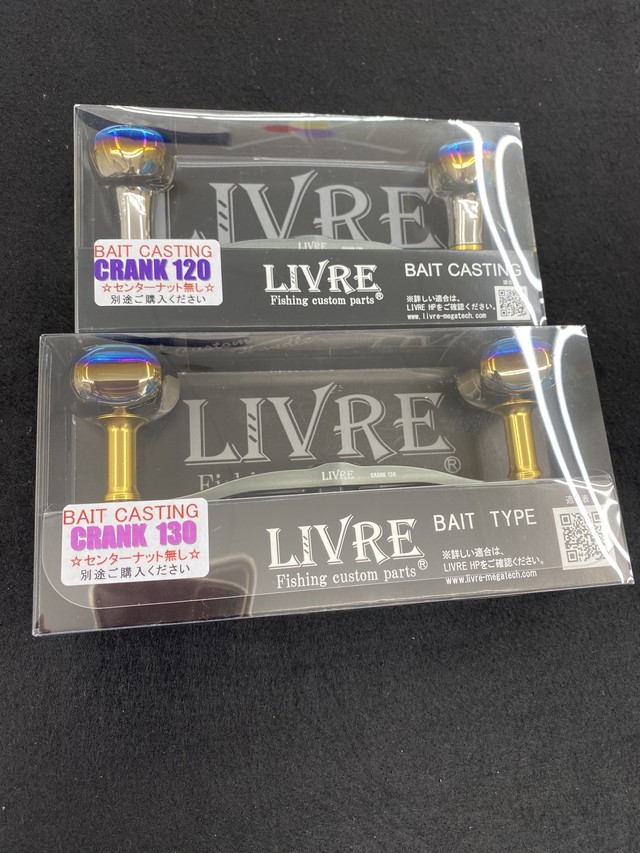 LIVRE
LIVRE
BAIT CASTING
CRANK 120
☆センターナット無し☆
別途ご購入ください
LIVRE
Fishing custom parts®
BAIT CASTING
※詳しい適合は、
LIVRE HPをご確認ください。
www.livre-megatech.com
LIVRE
®
Fishing
LIVRE CRANK 130
BAIT CASTING
CRANK 130
☆センターナット無し☆
別途ご購入ください
LIVRE
Fishing custom parts®
BAIT TYPE
※詳しい適合は、
LIVRE HPをご確認ください。
www.livre-megatech.com